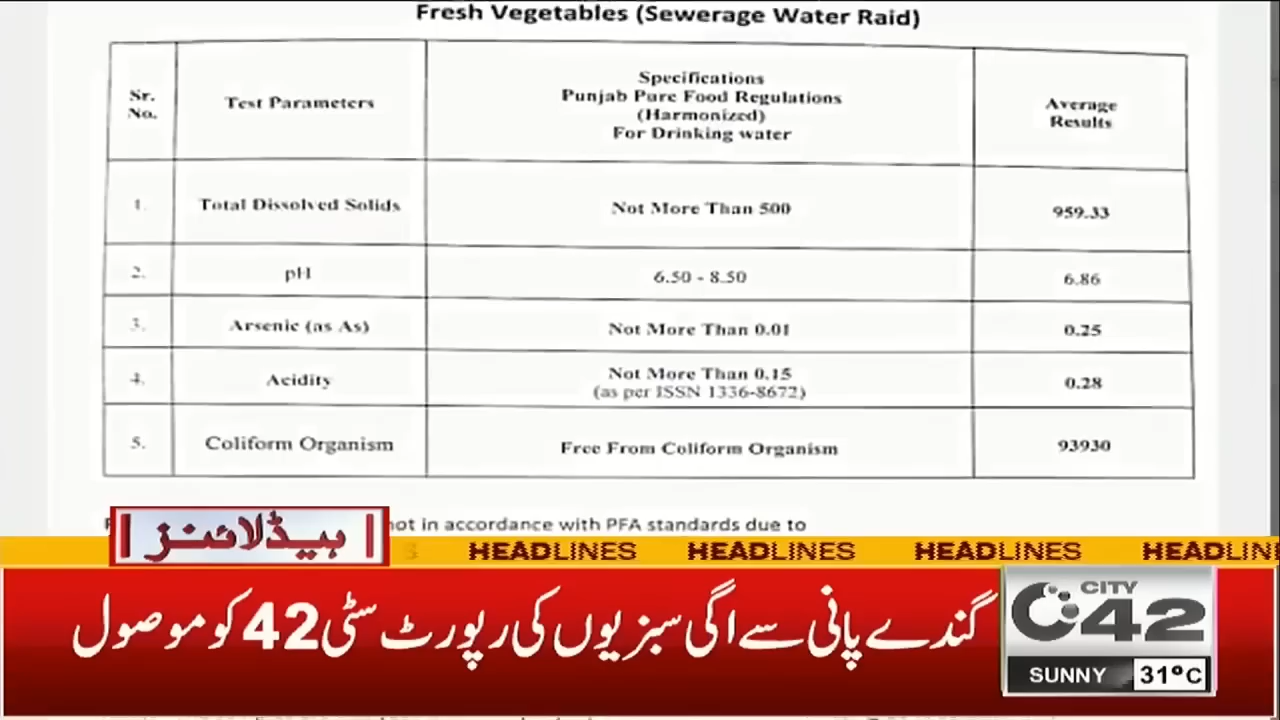 Fresh Vegetables (Sewerage Water Raid)
Sr. No.
Test Parameters
Specifications
Punjab Pure Food Regulations
(Harmonized)
For Drinking water
Average Results
1. Total Dissolved Solids Not More Than 500 959.33
2. pH 6.50 - 8.50 6.86
3. Arsenic (as As) Not More Than 0.01 0.25
4. Acidity Not More Than 0.15 0.28
(as per ISSN 1336-8672)
5. Coliform Organism Free From Coliform Organism 93930
not in accordance with PFA standards due to
ہیڈلائنز
HEADLINES HEADLINES HEADLINES HEADLIN
گندے پانی سے اگی سبزیوں کی رپورٹ سٹی 42 کو موصول
CITY
42
SUNNY 31°C